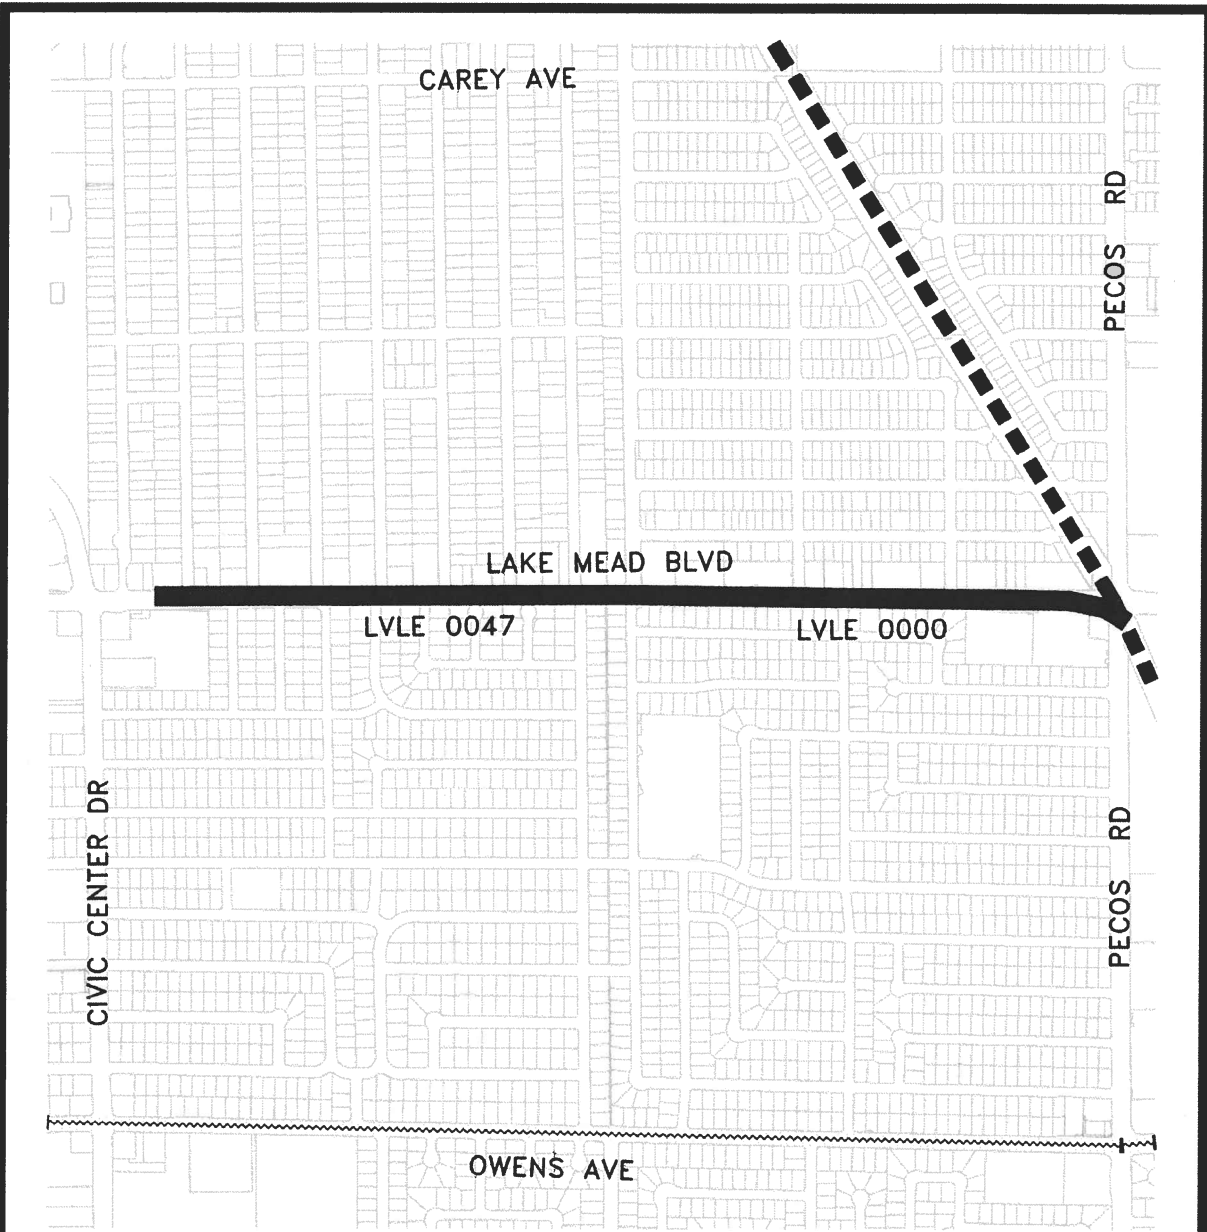 CAREY AVE
PECOS RD
LAKE MEAD BLVD
LVLE 0047
LVLE 0000
CIVIC CENTER DR
PECOS RD
OWENS AVE